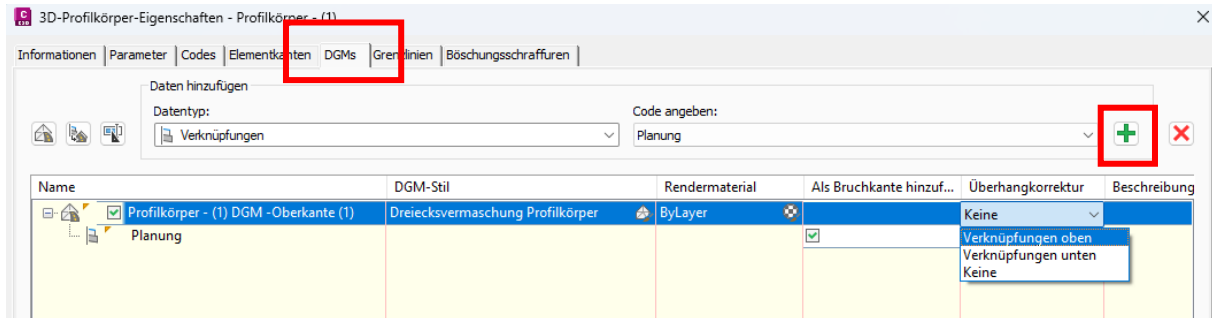 3D-Profilkörper-Eigenschaften - Profilkörper - (1)
Informationen Parameter Codes Elementkanten DGMs Grenzlinien Böschungsschraffuren
Daten hinzufügen
Datentyp: Code angeben:
Verknüpfungen Planung
Name DGM-Stil Rendermaterial Als Bruchkante hinzuf... Überhangkorrektur Beschreibung
Profilkörper - (1) DGM -Oberkante (1) Dreiecksvermaschung Profilkörper ByLayer Keine
Planung Verknüpfungen oben
Verknüpfungen unten
Keine